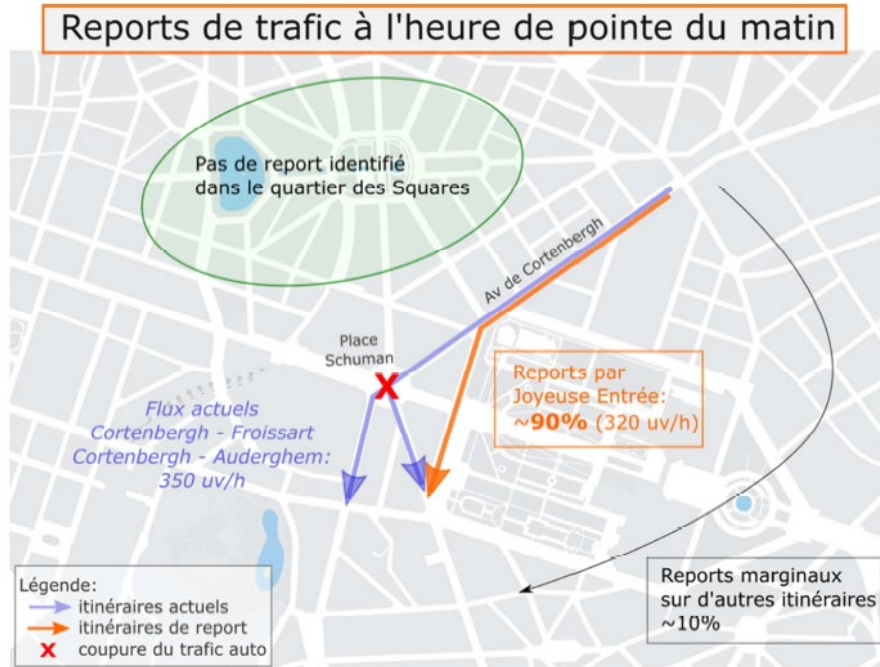 Reports de trafic à l'heure de pointe du matin
Pas de report identifié
dans le quartier des Squares
Av de Cortenbergh
Place
Schuman
X
Reports par
Joyeuse Entrée:
~90% (320 uv/h)
Flux actuels
Cortenbergh - Froissart
Cortenbergh - Auderghem:
350 uv/h
Reports marginaux
sur d'autres itinéraires
~10%
Légende:
itinéraires actuels
itinéraires de report
X coupure du trafic auto